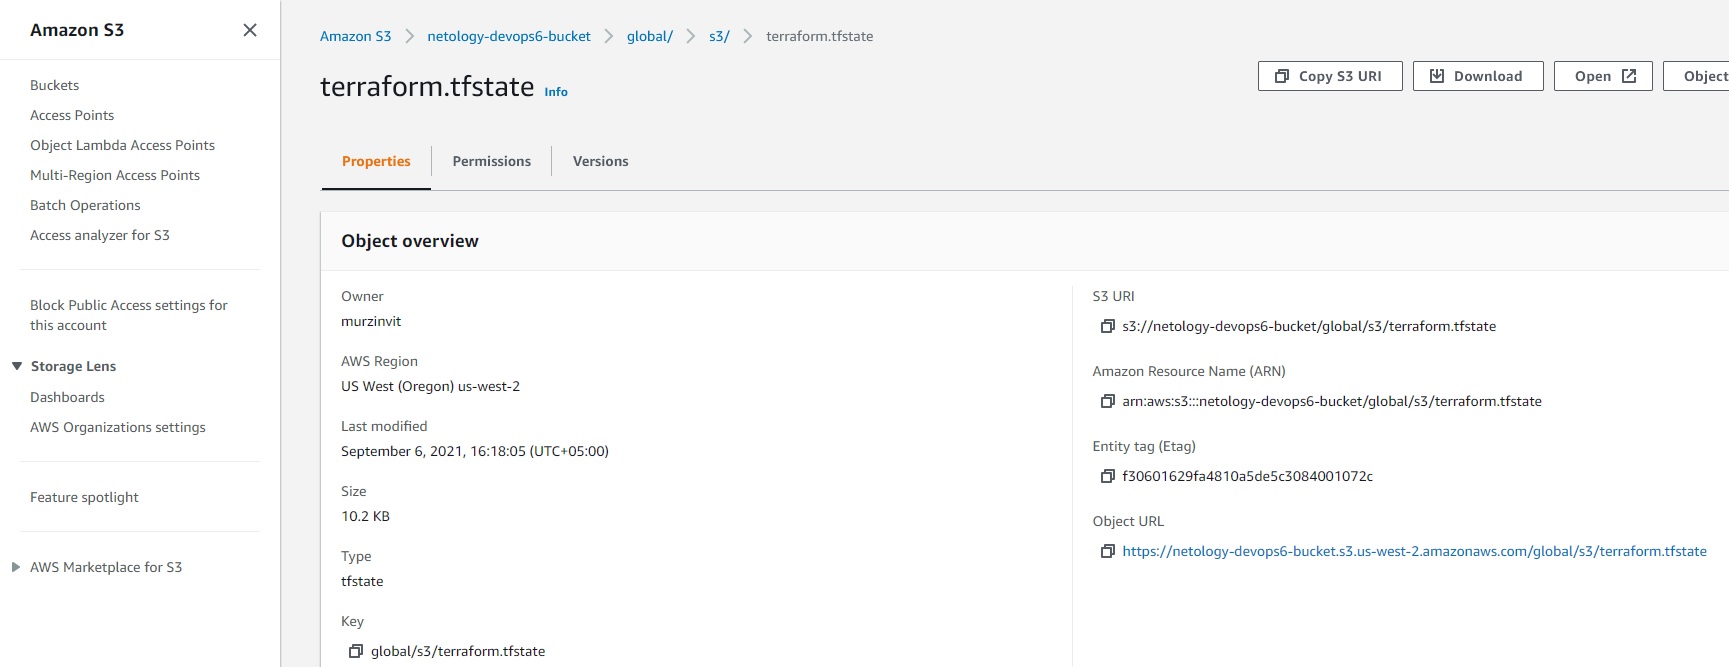 Amazon S3
Buckets
Access Points
Object Lambda Access Points
Multi-Region Access Points
Batch Operations
Access analyzer for S3
Block Public Access settings for
this account
Storage Lens
Dashboards
AWS Organizations settings
Feature spotlight
AWS Marketplace for S3
Amazon S3 netology-devops6-bucket global/ s3/ terraform.tfstate
terraform.tfstate Info
Copy S3 URI Download Open Object
Properties Permissions Versions
Object overview
Owner
murzinvit
AWS Region
US West (Oregon) us-west-2
Last modified
September 6, 2021, 16:18:05 (UTC+05:00)
Size
10.2 KB
Type
tfstate
Key
global/s3/terraform.tfstate
S3 URI
s3://netology-devops6-bucket/global/s3/terraform.tfstate
Amazon Resource Name (ARN)
arn:aws:s3:::netology-devops6-bucket/global/s3/terraform.tfstate
Entity tag (Etag)
f30601629fa4810a5de5c3084001072c
Object URL
https://netology-devops6-bucket.s3.us-west-2.amazonaws.com/global/s3/terraform.tfstate